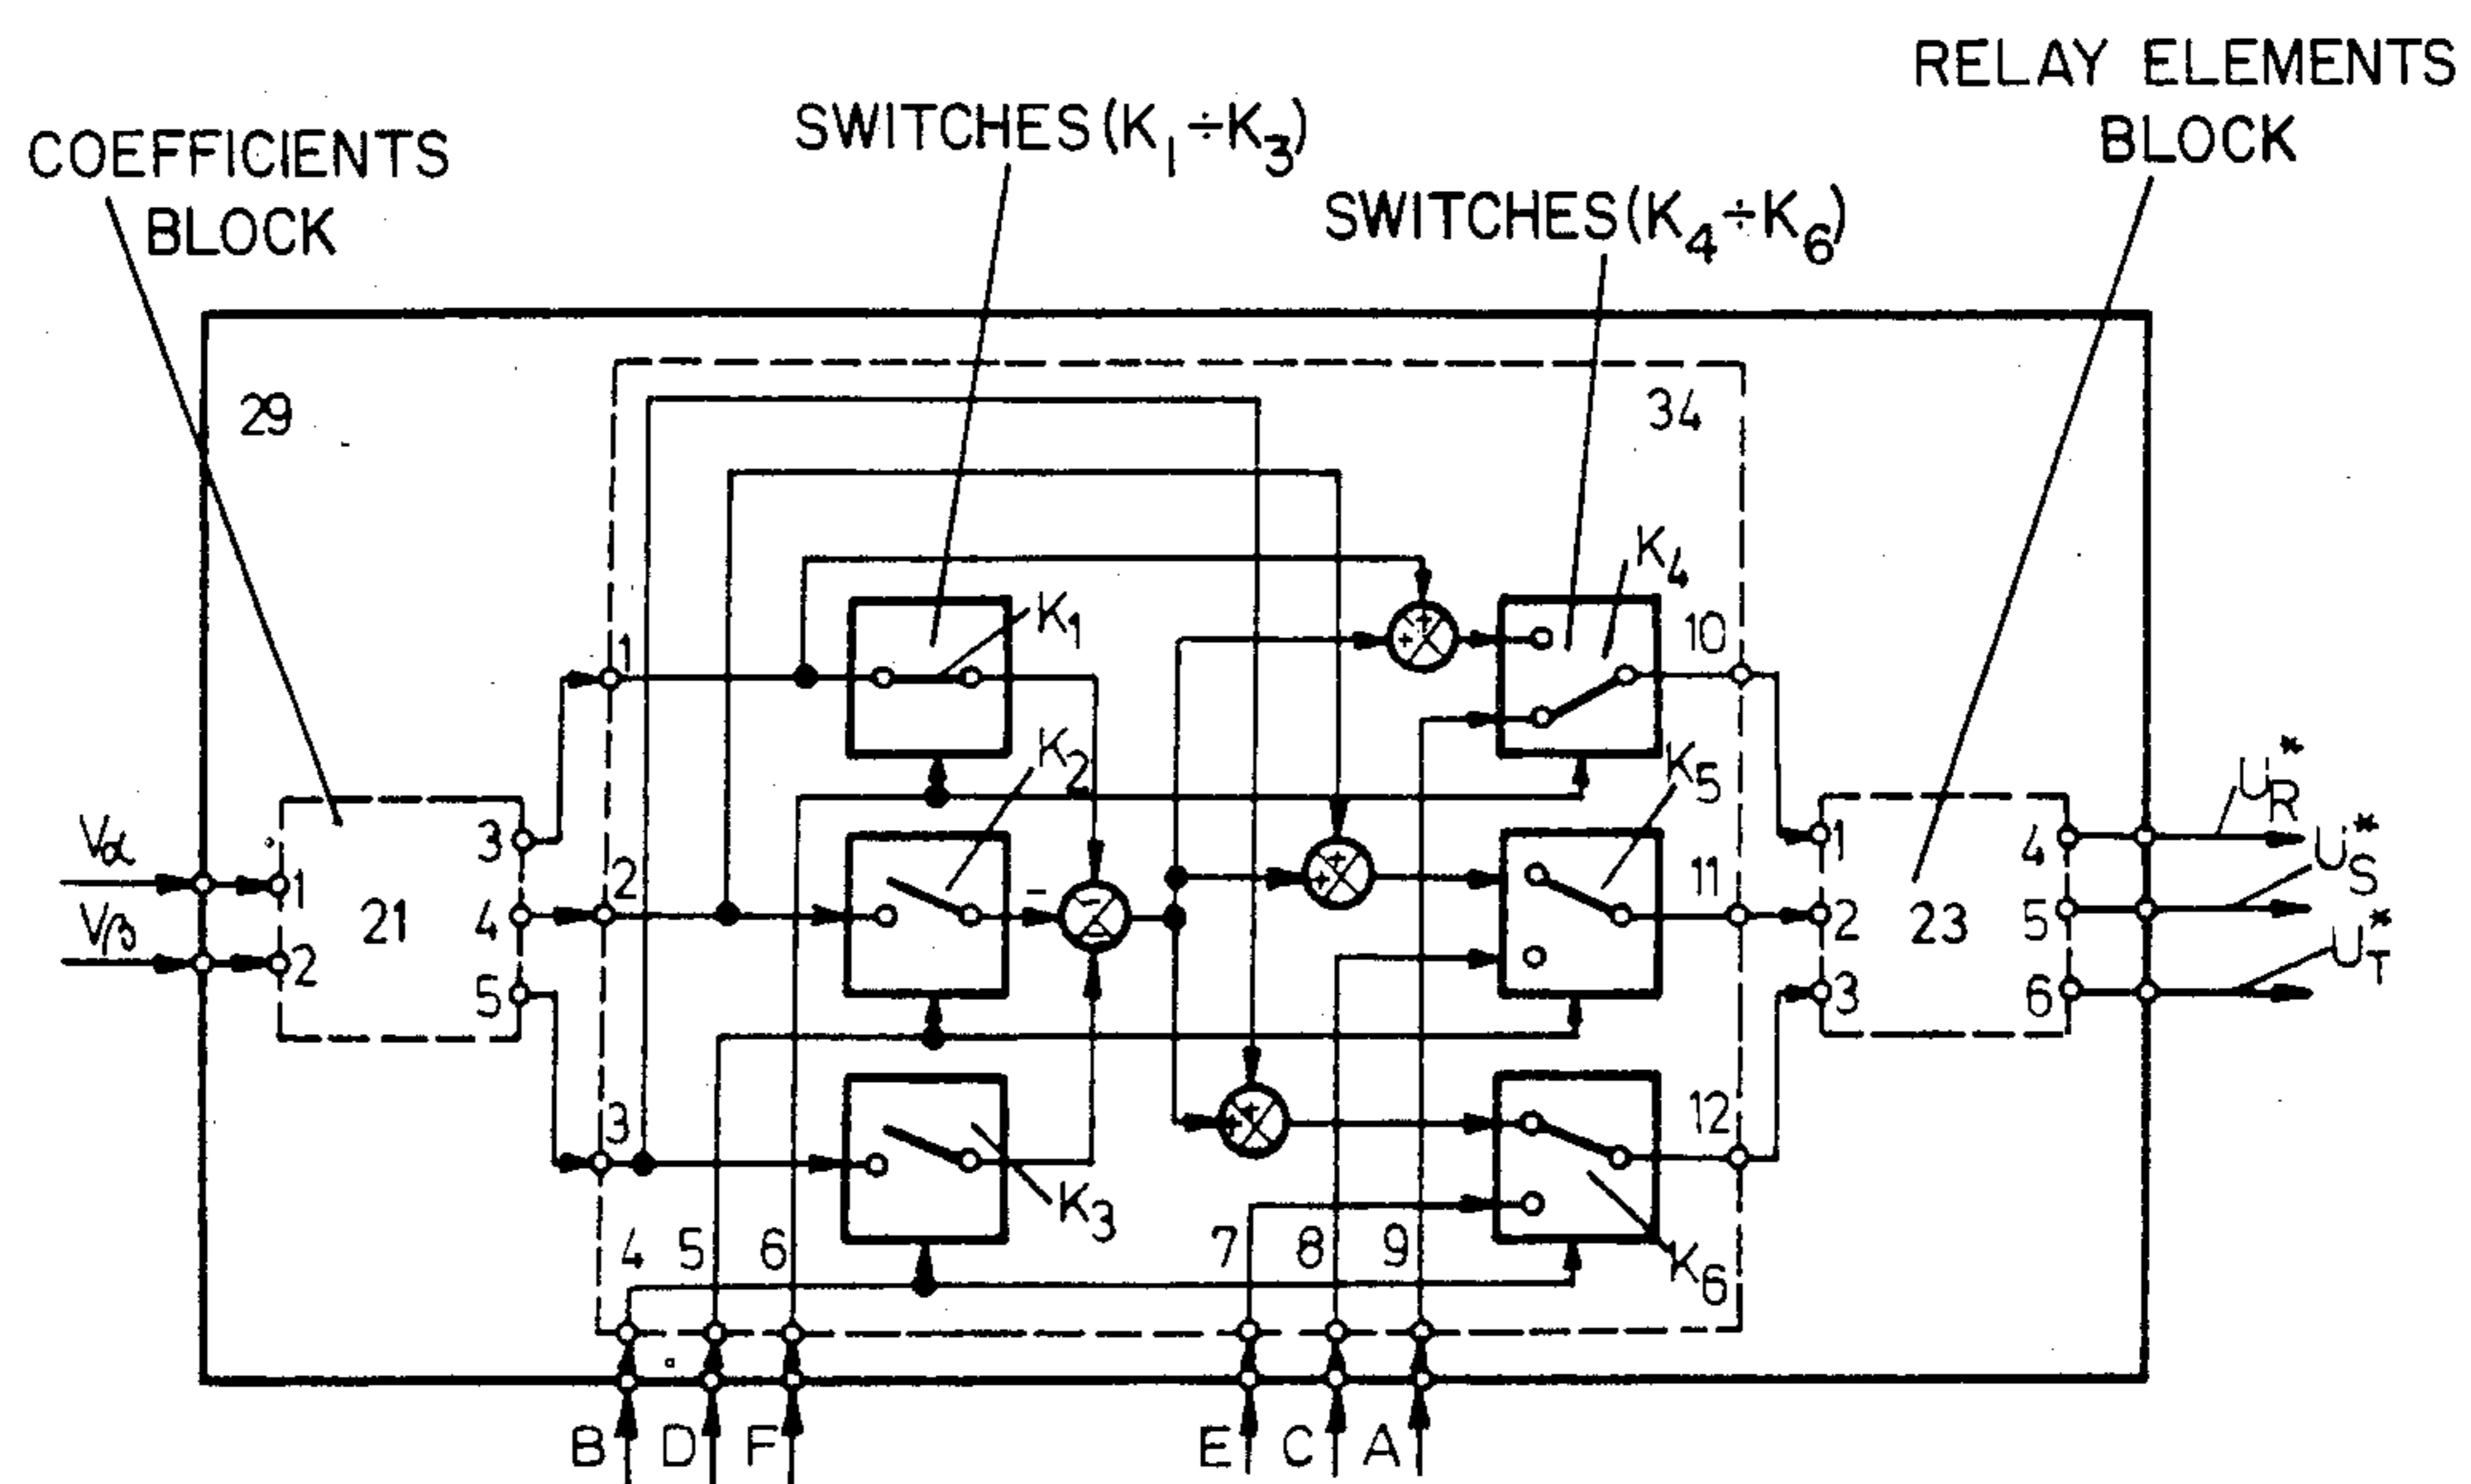 RELAY ELEMENTS
BLOCK
SWITCHES (K1÷K3)
COEFFICIENTS
BLOCK
SWITCHES (K4÷K6)
29
34
K4
K1
10
1
K2
K5
UR*
Vα
3
2
11
1
4
US*
1
21
4
2
23
5
Vβ
-
UT*
2
5
3
6
3
12
K3
4
5
6
7
8
9
K6
B
D
F
E
C
A